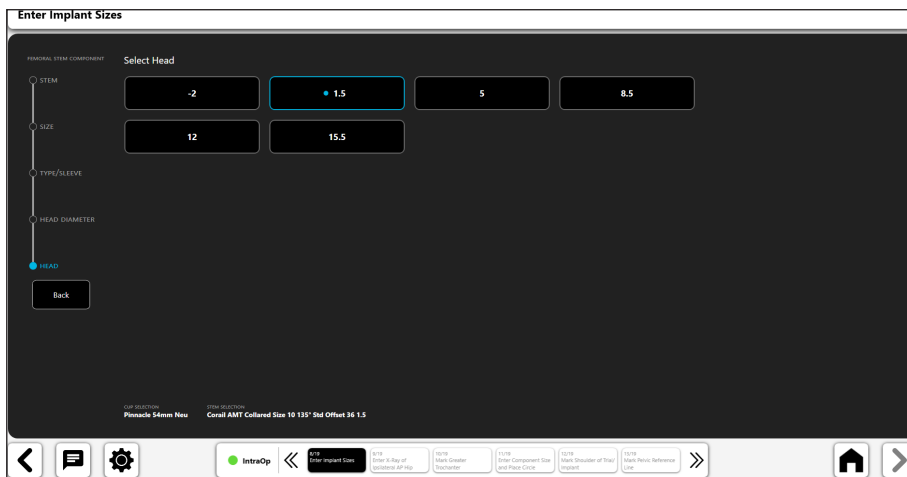 Enter Implant Sizes
FEMORAL STEM COMPONENT
Select Head
STEM
SIZE
TYPE/SLEEVE
HEAD DIAMETER
HEAD
Back
-2
1.5
5
8.5
12
15.5
CUP SELECTION
Pinnacle 54mm Neu
STEM SELECTION
Corail AMT Collared Size 10 135° Std Offset 36 1.5
IntraOp
8/19
Enter Implant Sizes
9/19
Enter X-Ray of
Ipsilateral AP Hip
10/19
Mark Greater
Trochanter
11/19
Enter Component Size
and Place Circle
12/19
Mark Shoulder of Trial/
Implant
13/19
Mark Pelvis Reference
Line